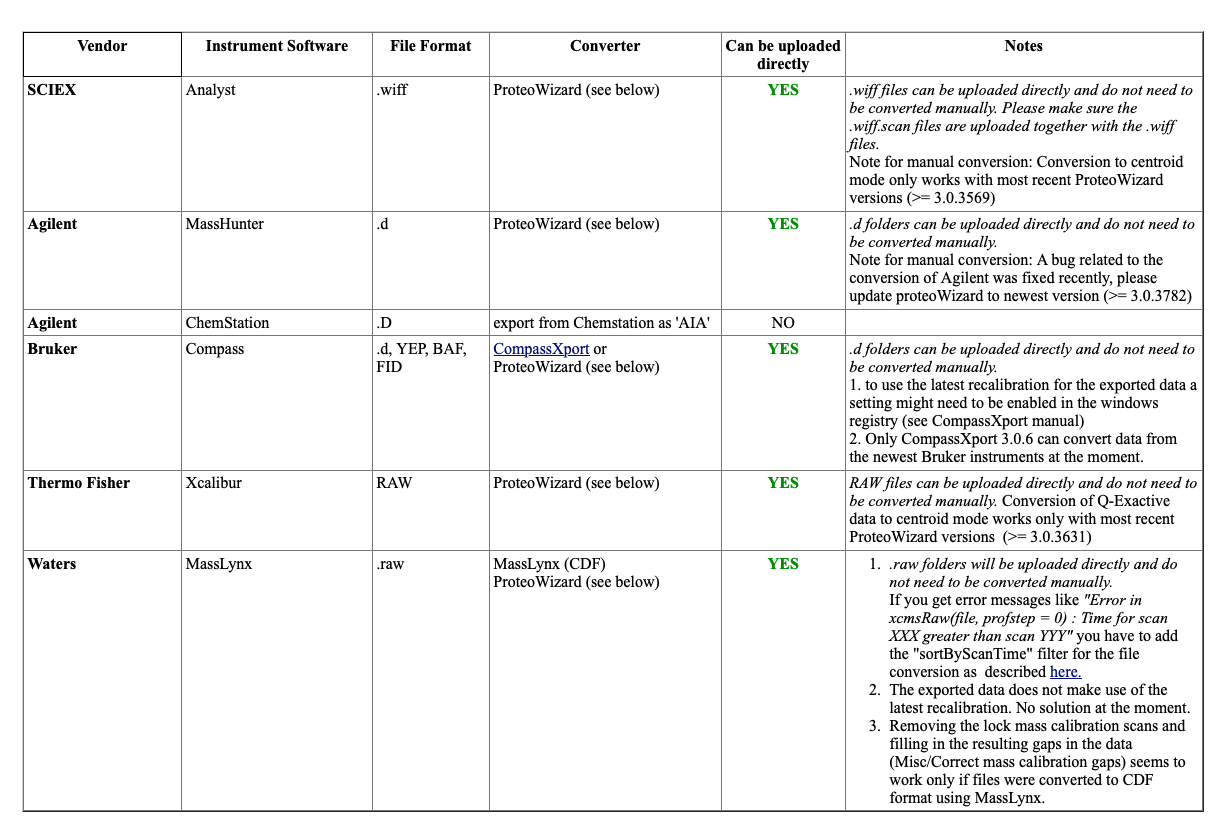 Vendor Instrument Software File Format Converter Can be uploaded directly Notes
SCIEX Analyst .wiff ProteoWizard (see below) YES
.wiff files can be uploaded directly and do not need to
be converted manually. Please make sure the
.wiff.scan files are uploaded together with the .wiff
files.
Note for manual conversion: Conversion to centroid
mode only works with most recent ProteoWizard
versions (>= 3.0.3569)
Agilent MassHunter .d ProteoWizard (see below) YES
.d folders can be uploaded directly and do not need to
be converted manually.
Note for manual conversion: A bug related to the
conversion of Agilent was fixed recently, please
update proteoWizard to newest version (>= 3.0.3782)
Agilent ChemStation .D export from Chemstation as 'AIA' NO
Bruker Compass .d, YEP, BAF,
FID
CompassXport or
ProteoWizard (see below)
YES
.d folders can be uploaded directly and do not need to
be converted manually.
1. to use the latest recalibration for the exported data a
setting might need to be enabled in the windows
registry (see CompassXport manual)
2. Only CompassXport 3.0.6 can convert data from
the newest Bruker instruments at the moment.
Thermo Fisher Xcalibur RAW ProteoWizard (see below) YES
RAW files can be uploaded directly and do not need to
be converted manually. Conversion of Q-Exactive
data to centroid mode works only with most recent
ProteoWizard versions (>= 3.0.3631)
Waters MassLynx .raw MassLynx (CDF)
ProteoWizard (see below)
YES
1. .raw folders will be uploaded directly and do
not need to be converted manually.
If you get error messages like "Error in
xcmsRaw(file, profstep = 0) : Time for scan
XXX greater than scan YYY" you have to add
the "sortByScanTime" filter for the file
conversion as described here.
2. The exported data does not make use of the
latest recalibration. No solution at the moment.
3. Removing the lock mass calibration scans and
filling in the resulting gaps in the data
(Misc/Correct mass calibration gaps) seems to
work only if files were converted to CDF
format using MassLynx.